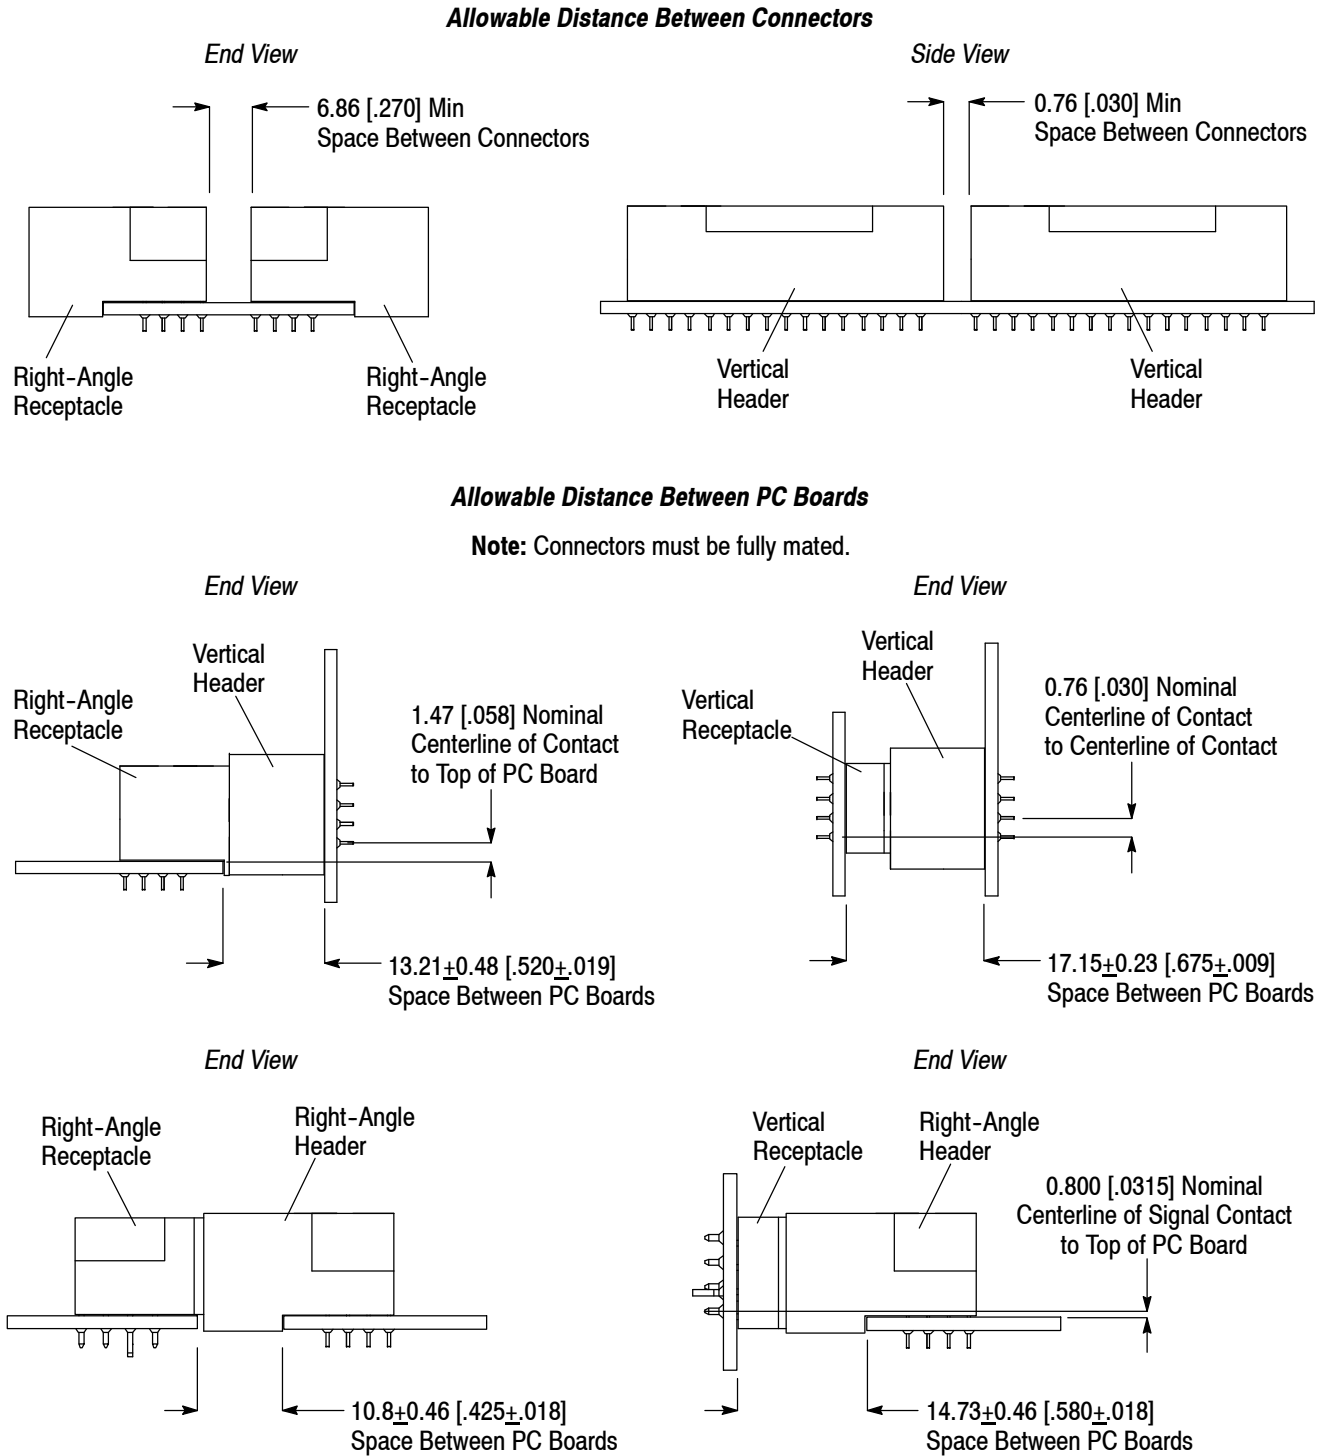 Allowable Distance Between Connectors
End View
6.86 [.270] Min
Space Between Connectors
Right-Angle
Receptacle
Right-Angle
Receptacle
Side View
0.76 [.030] Min
Space Between Connectors
Vertical
Header
Vertical
Header
Allowable Distance Between PC Boards
Note: Connectors must be fully mated.
End View
Right-Angle
Receptacle
Vertical
Header
1.47 [.058] Nominal
Centerline of Contact
to Top of PC Board
13.21±0.48 [.520±.019]
Space Between PC Boards
End View
Vertical
Receptacle
Vertical
Header
0.76 [.030] Nominal
Centerline of Contact
to Centerline of Contact
17.15±0.23 [.675±.009]
Space Between PC Boards
End View
Right-Angle
Receptacle
Right-Angle
Header
10.8±0.46 [.425±.018]
Space Between PC Boards
End View
Vertical
Receptacle
Right-Angle
Header
0.800 [.0315] Nominal
Centerline of Signal Contact
to Top of PC Board
14.73±0.46 [.580±.018]
Space Between PC Boards